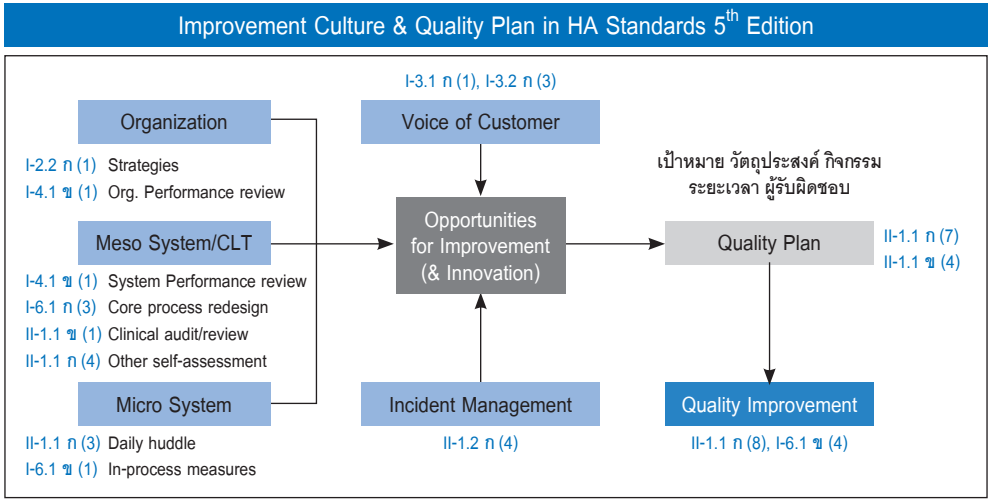 Improvement Culture & Quality Plan in HA Standards 5th Edition
Organization
I-2.2 ก (1) Strategies
I-4.1 ข (1) Org. Performance review
Meso System/CLT
I-4.1 ข (1) System Performance review
I-6.1 ก (3) Core process redesign
II-1.1 ข (1) Clinical audit/review
II-1.1 ก (4) Other self-assessment
Micro System
II-1.1 ก (3) Daily huddle
I-6.1 ข (1) In-process measures
I-3.1 ก (1), I-3.2 ก (3)
Voice of Customer
Opportunities
for Improvement
(& Innovation)
Incident Management
II-1.2 ก (4)
เป้าหมาย วัตถุประสงค์ กิจกรรม
ระยะเวลา ผู้รับผิดชอบ
Quality Plan
II-1.1 ก (7)
II-1.1 ข (4)
Quality Improvement
II-1.1 ก (8), I-6.1 ข (4)